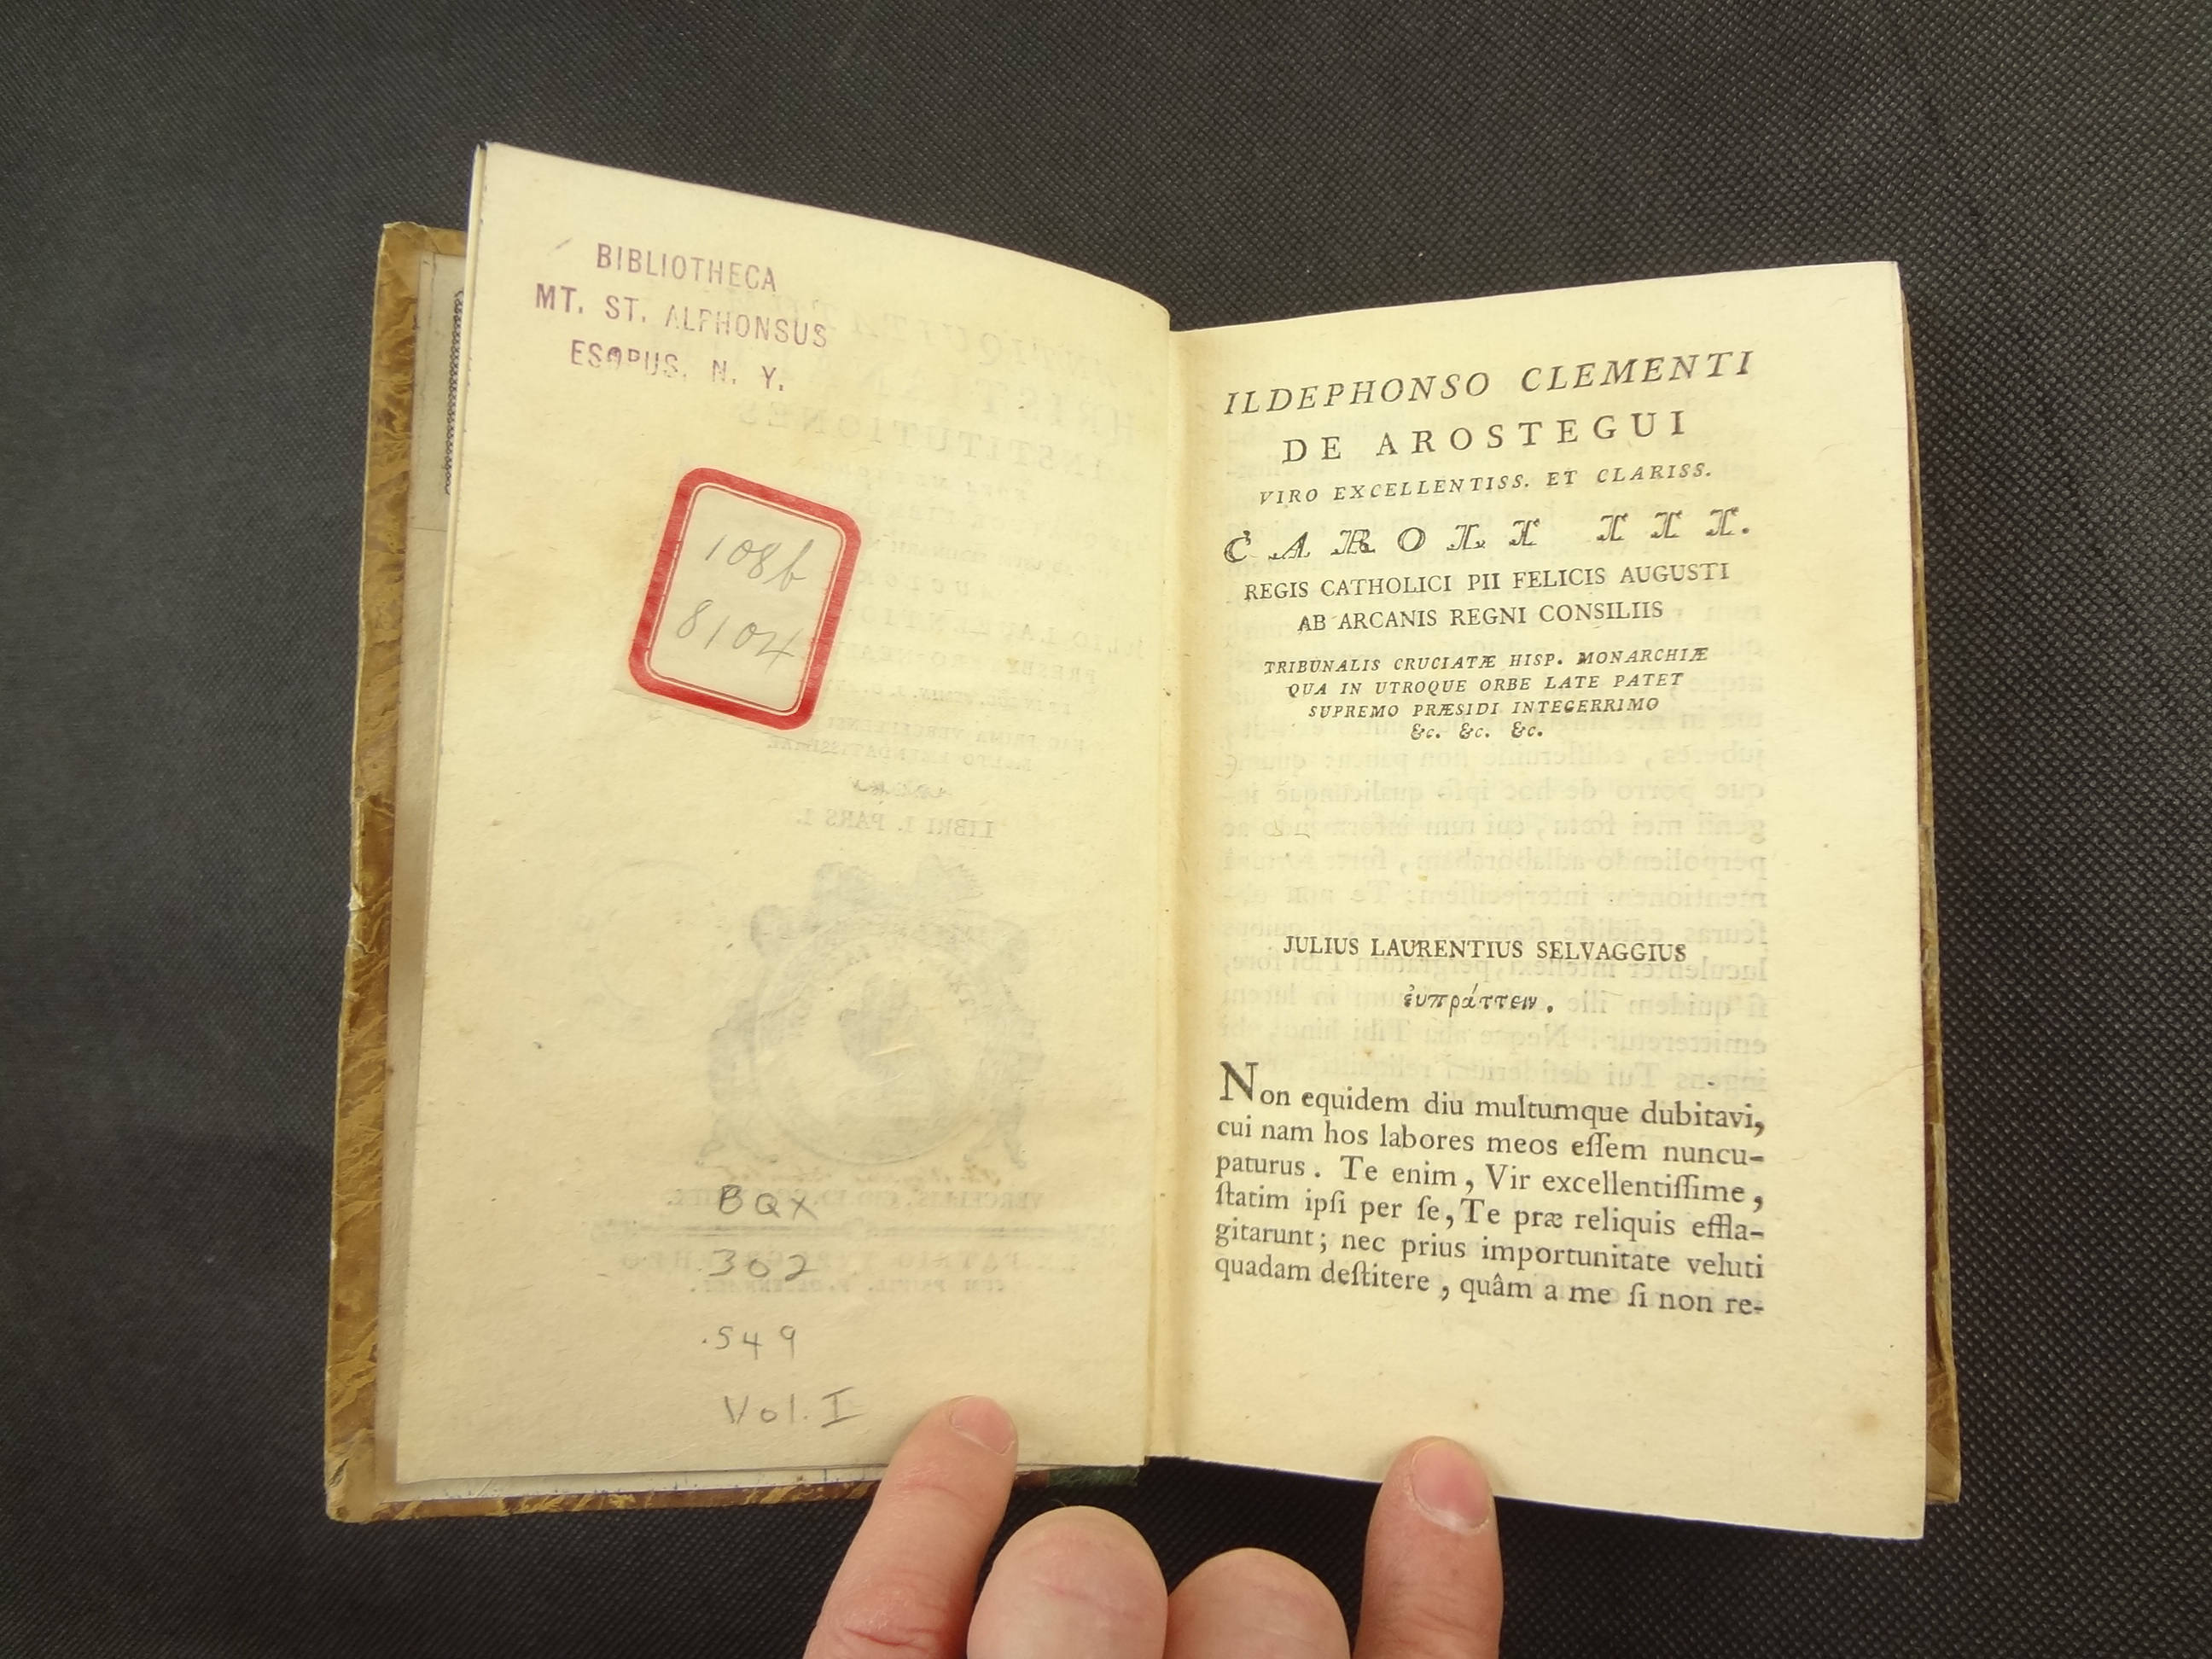 BIBLIOTHECA
MT. ST. ALPHONSUS
ESOPUS. N. Y.
108b
8104
LIBRI I. PARS I.
BQX
302
.S49
Vol. I
ILDEPHONSO CLEMENTI
DE AROSTEGUI
VIRO EXCELLENTISS. ET CLARISS.
CAROLI III.
REGIS CATHOLICI PII FELICIS AUGUSTI
AB ARCANIS REGNI CONSILIIS
TRIBUNALIS CRUCIATÆ HISP. MONARCHIÆ
QUA IN UTROQUE ORBE LATE PATET
SUPREMO PRÆSIDI INTEGERRIMO
&c. &c. &c.
JULIUS LAURENTIUS SELVAGGIUS
ἐυπράττειν.
Non equidem diu multumque dubitavi,
cui nam hos labores meos eſſem nuncu-
paturus. Te enim, Vir excellentiſſime,
ſtatim ipſi per ſe, Te præ reliquis effla-
gitarunt; nec prius importunitate veluti
quadam deſtitere, quâm a me ſi non re-